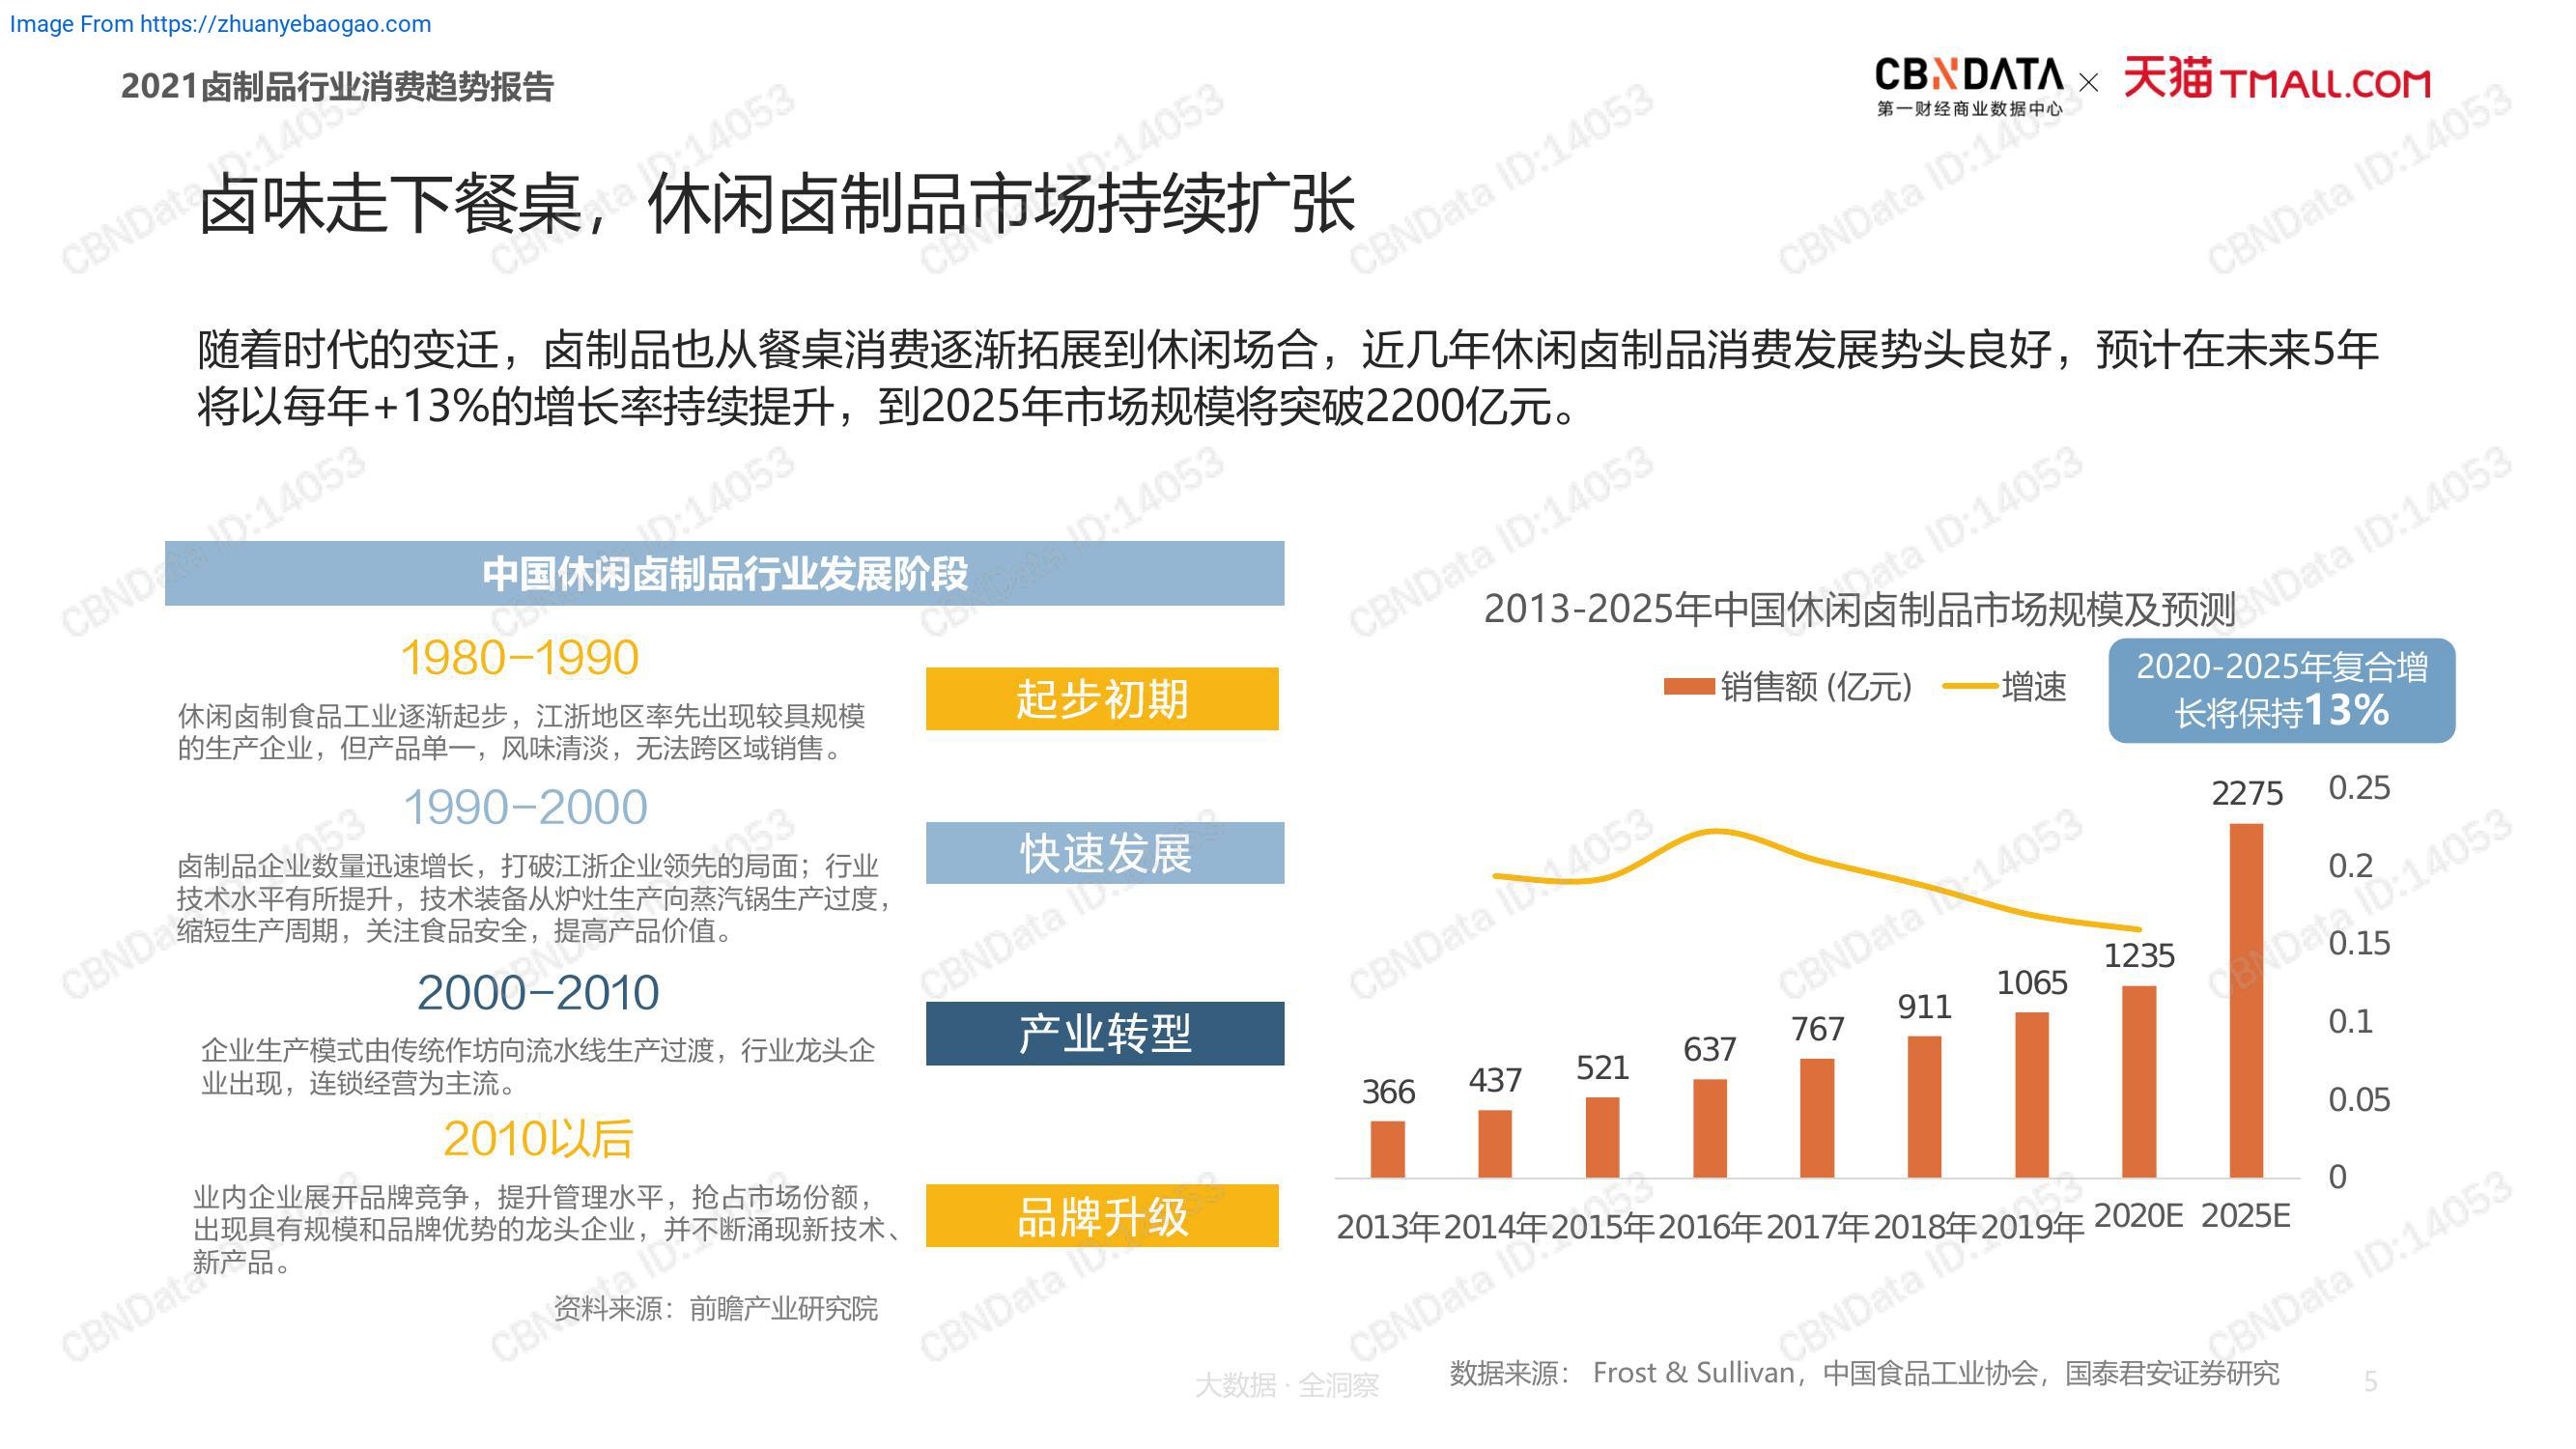 Image From https://zhuanyebaogao.com
2021卤制品行业消费趋势报告
CBNDATA
第一财经商业数据中心
×
天猫 TMALL.COM
卤味走下餐桌，休闲卤制品市场持续扩张
随着时代的变迁，卤制品也从餐桌消费逐渐拓展到休闲场合，近几年休闲卤制品消费发展势头良好，预计在未来5年
将以每年+13%的增长率持续提升，到2025年市场规模将突破2200亿元。
中国休闲卤制品行业发展阶段
1980-1990
起步初期
休闲卤制食品工业逐渐起步，江浙地区率先出现较具规模
的生产企业，但产品单一，风味清淡，无法跨区域销售。
1990-2000
快速发展
卤制品企业数量迅速增长，打破江浙企业领先的局面；行业
技术水平有所提升，技术装备从炉灶生产向蒸汽锅生产过度，
缩短生产周期，关注食品安全，提高产品价值。
2000-2010
产业转型
企业生产模式由传统作坊向流水线生产过渡，行业龙头企
业出现，连锁经营为主流。
2010以后
品牌升级
业内企业展开品牌竞争，提升管理水平，抢占市场份额，
出现具有规模和品牌优势的龙头企业，并不断涌现新技术、
新产品。
资料来源：前瞻产业研究院
2013-2025年中国休闲卤制品市场规模及预测
销售额 (亿元) 增速
2020-2025年复合增
长将保持13%
366 437 521 637 767 911 1065 1235 2275
0.25
0.2
0.15
0.1
0.05
0
2013年 2014年 2015年 2016年 2017年 2018年 2019年 2020E 2025E
数据来源： Frost & Sullivan，中国食品工业协会，国泰君安证券研究
大数据 · 全洞察
5
CBNData ID:14053